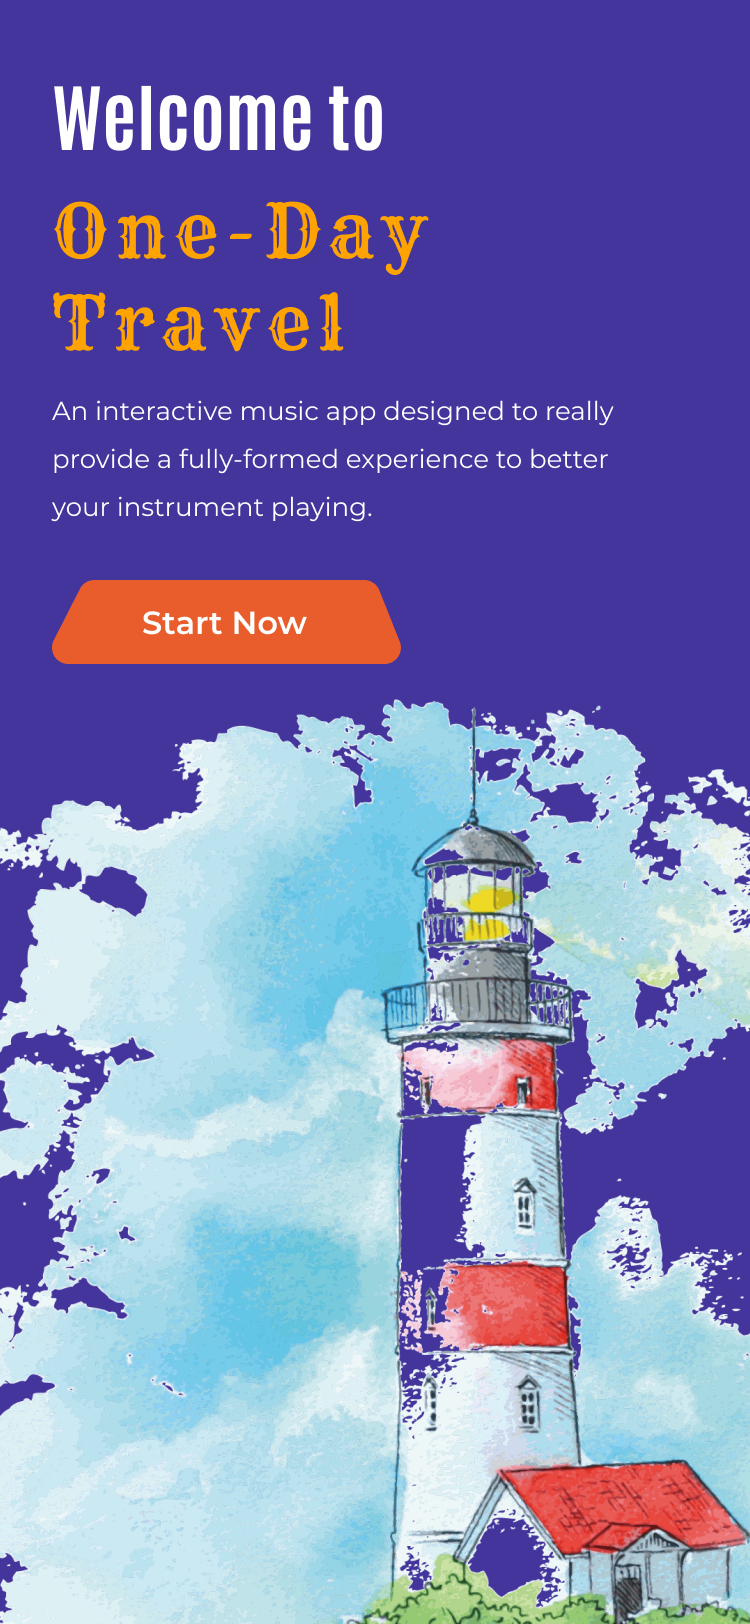 Welcome to
One-Day
Travel
An interactive music app designed to really
provide a fully-formed experience to better
your instrument playing.
Start Now